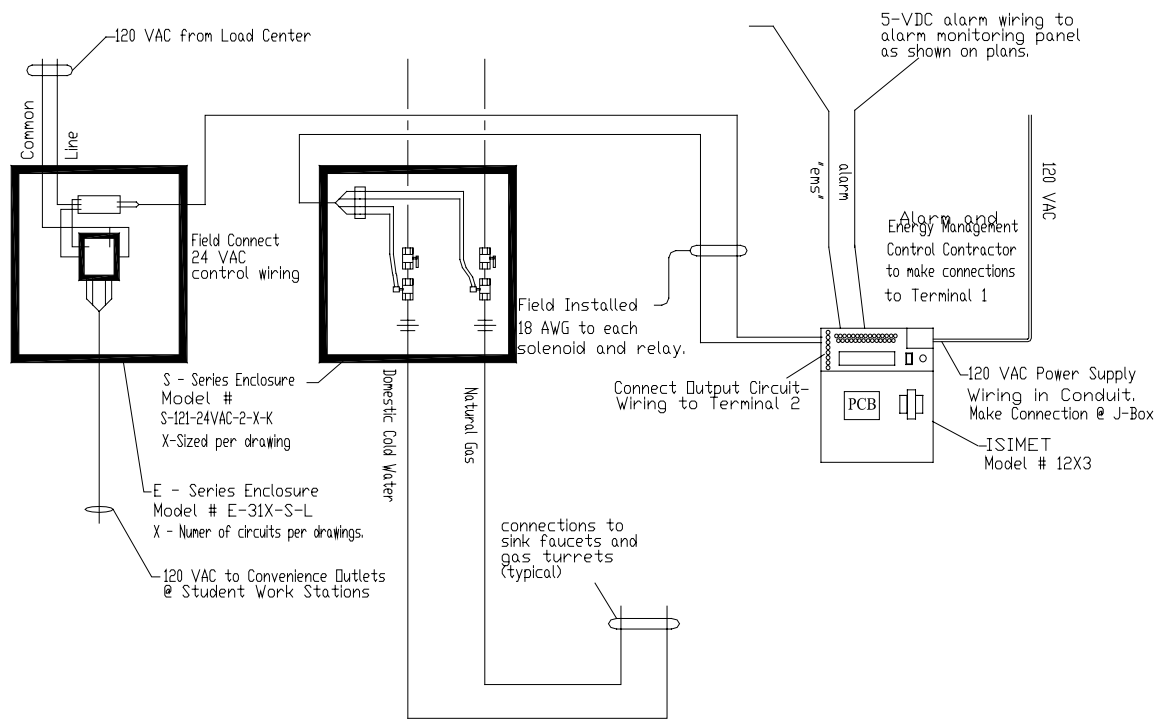 120 VAC from Load Center
5-VDC alarm wiring to
alarm monitoring panel
as shown on plans.
Common
Line
"ems"
alarm
120 VAC
Alarm and
Energy Management
Control Contractor
to make connections
to Terminal 1
Field Connect
24 VAC
control wiring
Field Installed
18 AWG to each
solenoid and relay.
S - Series Enclosure
Model #
S-121-24VAC-2-X-K
X-Sized per drawing
Domestic Cold Water
Natural Gas
Connect Output Circuit-
Wiring to Terminal 2
PCB
120 VAC Power Supply
Wiring in Conduit.
Make Connection @ J-Box
ISIMET
Model # 12X3
E - Series Enclosure
Model # E-31X-S-L
X - Numer of circuits per drawings.
connections to
sink faucets and
gas turrets
(typical)
120 VAC to Convenience Outlets
@ Student Work Stations